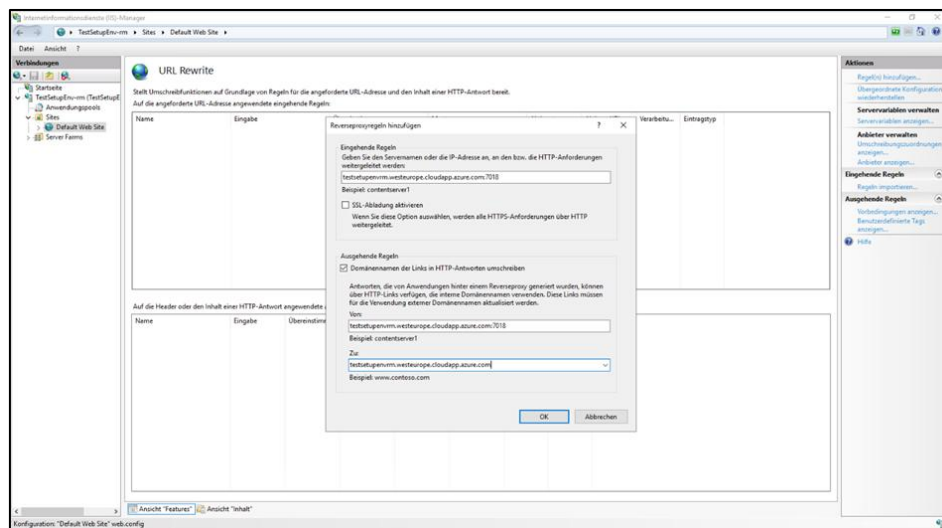 Internetinformationsdienste (IIS)-Manager
TestSetupEnv-rm Sites Default Web Site
Datei Ansicht ?
Verbindungen
Startseite
TestSetupEnv-rm (TestSetupE
Anwendungspools
Sites
Default Web Site
Server Farms
URL Rewrite
Stellt Umschreibfunktionen auf Grundlage von Regeln für die angeforderte URL-Adresse und den Inhalt einer HTTP-Antwort bereit.
Auf die angeforderte URL-Adresse angewendete eingehende Regeln:
Name Eingabe Verarbeitu... Eintragstyp
Reverseproxyregeln hinzufügen ?
Eingehende Regeln
Geben Sie den Servernamen oder die IP-Adresse an, an den bzw. die HTTP-Anforderungen
weitergeleitet werden:
testsetupenvrm.westeurope.cloudapp.azure.com:7018
Beispiel: contentserver1
SSL-Abladung aktivieren
Wenn Sie diese Option auswählen, werden alle HTTPS-Anforderungen über HTTP
weitergeleitet.
Ausgehende Regeln
Domänennamen der Links in HTTP-Antworten umschreiben
Antworten, die von Anwendungen hinter einem Reverseproxy generiert wurden, können
über HTTP-Links verfügen, die interne Domänennamen verwenden. Diese Links müssen
für die Verwendung externer Domänennamen aktualisiert werden.
Von:
testsetupenvrm.westeurope.cloudapp.azure.com:7018
Beispiel: contentserver1
Zu:
testsetupenvrm.westeurope.cloudapp.azure.com
Beispiel: www.contoso.com
OK Abbrechen
Auf die Header oder den Inhalt einer HTTP-Antwort angewendete
Name Eingabe Übereinstim
Ansicht "Features" Ansicht "Inhalt"
Aktionen
Regel(n) hinzufügen...
Übergeordnete Konfiguration
wiederherstellen
Servervariablen verwalten
Servervariablen anzeigen...
Anbieter verwalten
Umschreibungszuordnungen
anzeigen...
Anbieter anzeigen...
Eingehende Regeln
Regeln importieren...
Ausgehende Regeln
Vorbedingungen anzeigen...
Benutzerdefinierte Tags
anzeigen...
Hilfe
Konfiguration: "Default Web Site" web.config